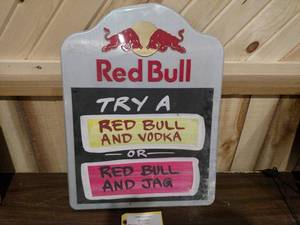 Red Bull
TRY A
RED BULL
AND VODKA
OR
RED BULL
AND JAG